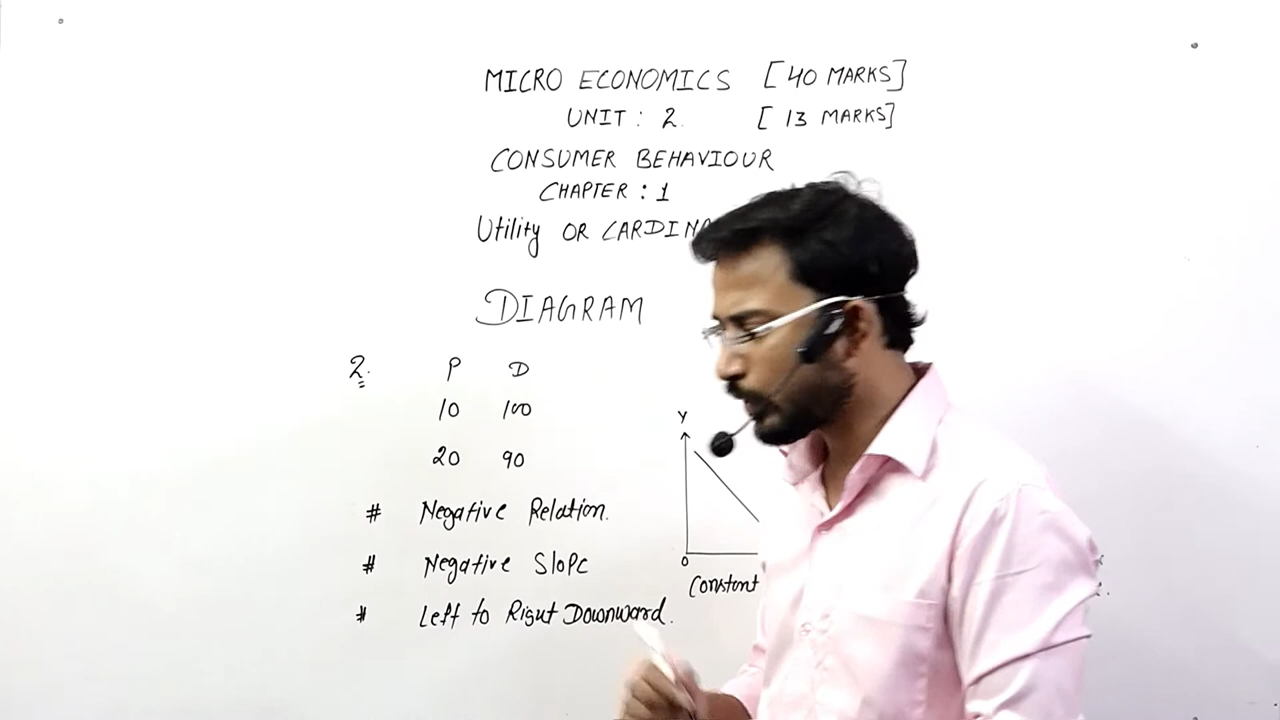 MICRO ECONOMICS [40 MARKS]
UNIT : 2. [13 MARKS]
CONSUMER BEHAVIOUR
CHAPTER : 1
Utility OR CARDINA
DIAGRAM
2. P D
10 100
20 90
# Negative Relation.
# Negative Slope
# Left to Right Downward.
Y
O
Constant